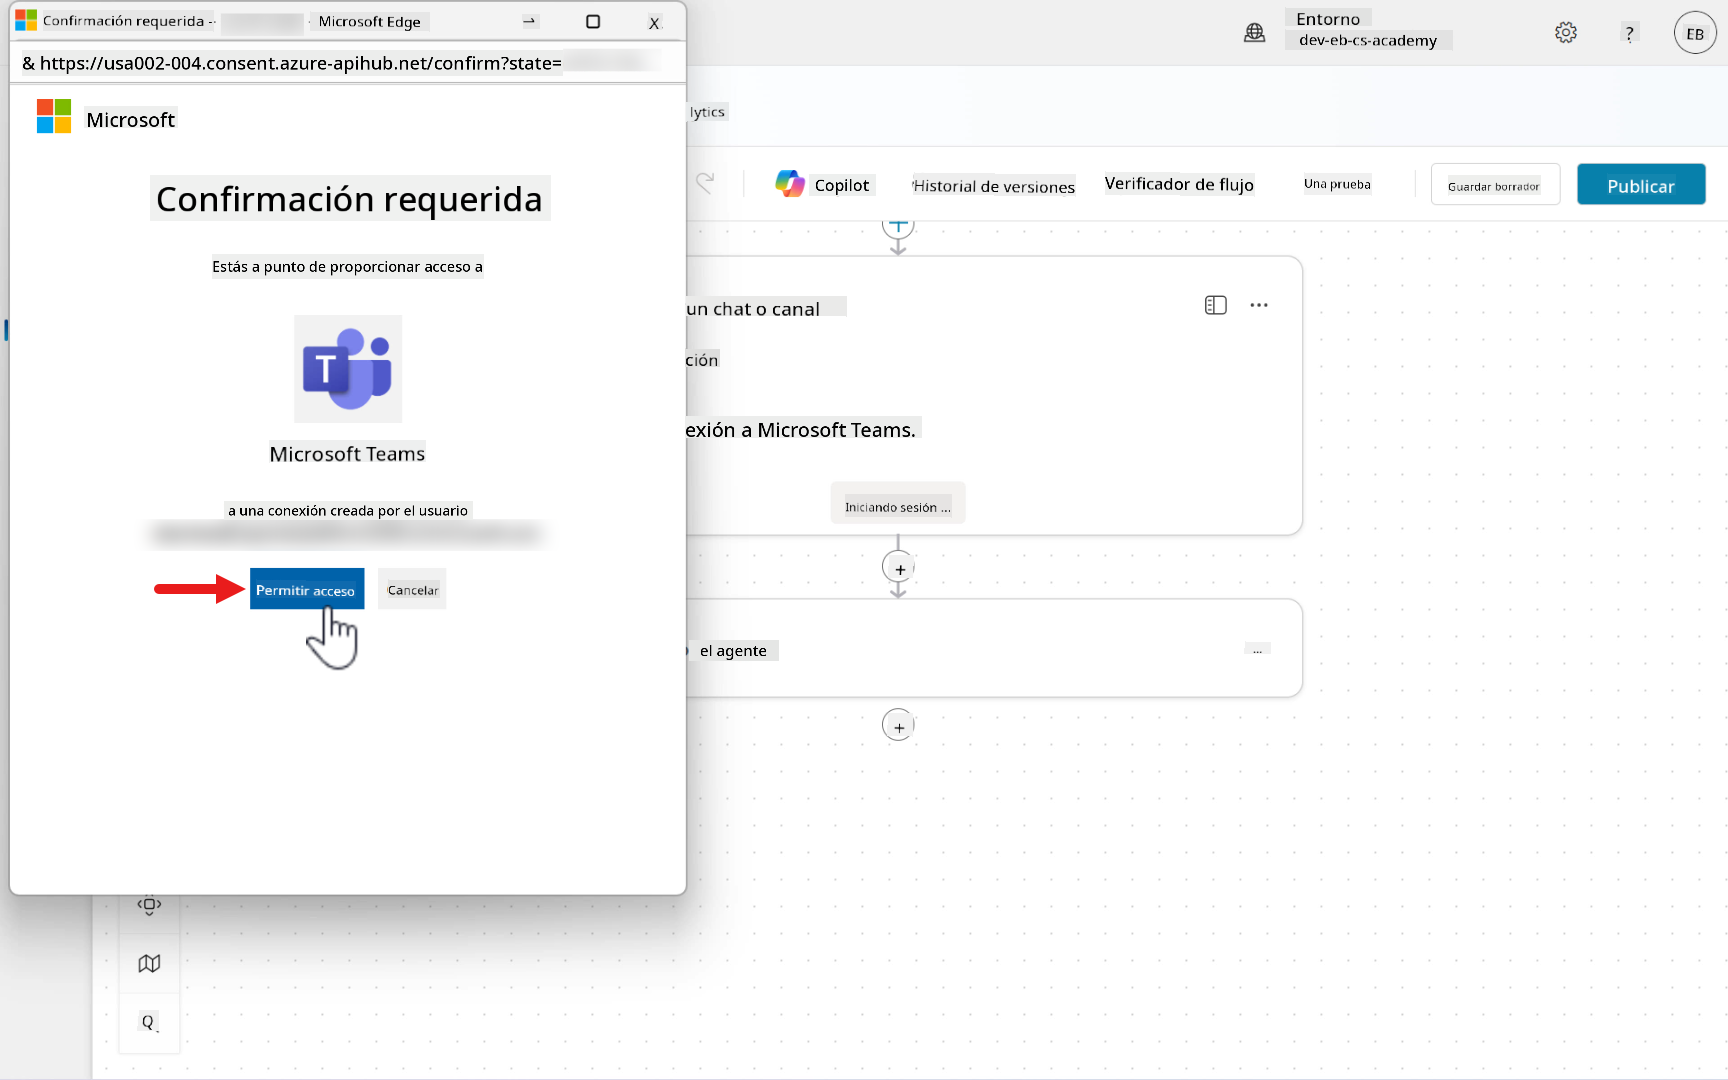 Confirmación requerida --
Microsoft Edge
X
& https://usa002-004.consent.azure-apihub.net/confirm?state=
Microsoft
Confirmación requerida
Estás a punto de proporcionar acceso a
T
Microsoft Teams
a una conexión creada por el usuario
Permitir acceso
Cancelar
Entorno
dev-eb-cs-academy
?
EB
lytics
Copilot
Historial de versiones
Verificador de flujo
Una prueba
Guardar borrador
Publicar
un chat o canal
...
ción
exión a Microsoft Teams.
Iniciando sesión ...
+
el agente
...
+
Q